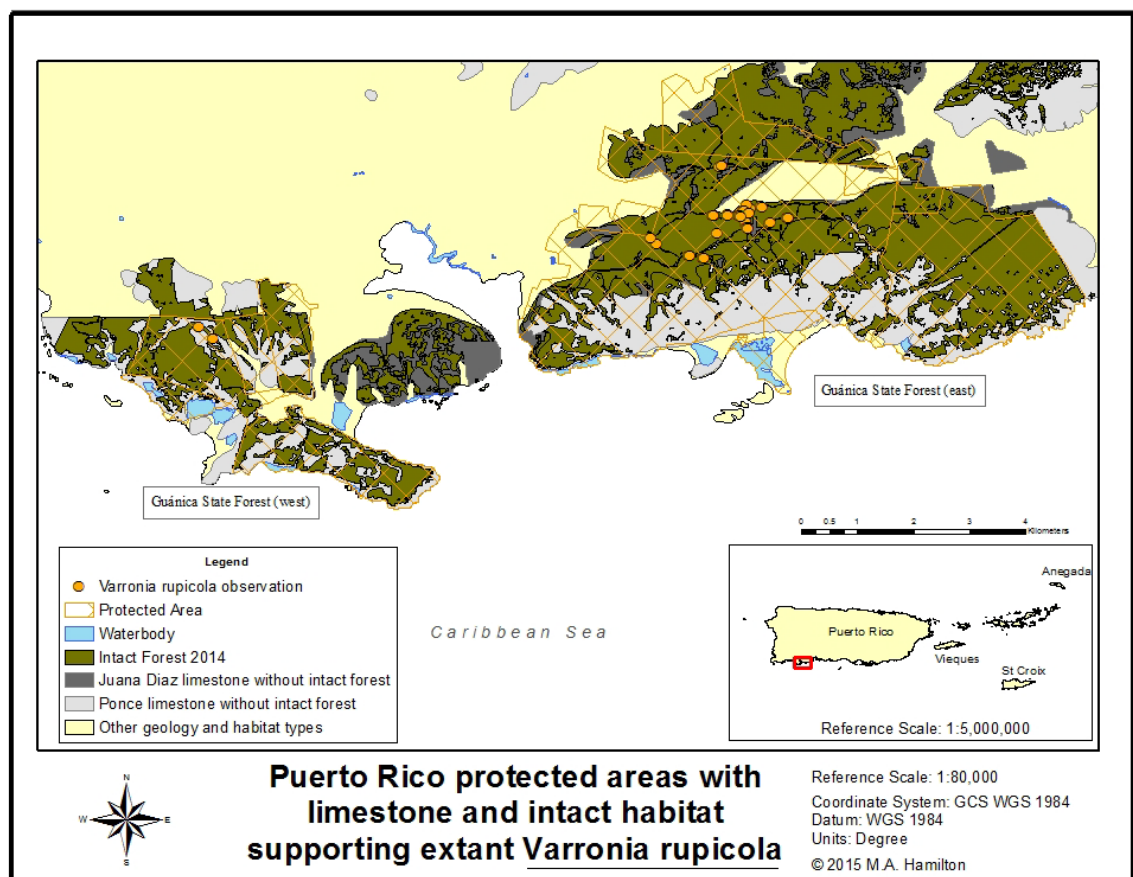 Guánica State Forest (east)
Guánica State Forest (west)
0 0.5 1 2 3 4
Kilometers
Legend
Varronia rupicola observation
Protected Area
Waterbody
Intact Forest 2014
Juana Diaz limestone without intact forest
Ponce limestone without intact forest
Other geology and habitat types
Caribbean Sea
Anegada
Puerto Rico
Vieques
St Croix
Reference Scale: 1:5,000,000
N
W E
S
Puerto Rico protected areas with
limestone and intact habitat
supporting extant Varronia rupicola
Reference Scale: 1:80,000
Coordinate System: GCS WGS 1984
Datum: WGS 1984
Units: Degree
© 2015 M.A. Hamilton